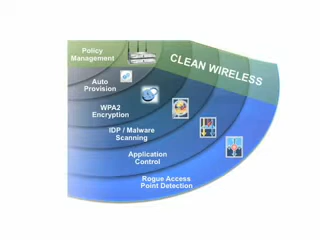 Policy
Management
CLEAN WIRELESS
Auto
Provision
WPA2
Encryption
IDP / Malware
Scanning
Application
Control
Rogue Access
Point Detection